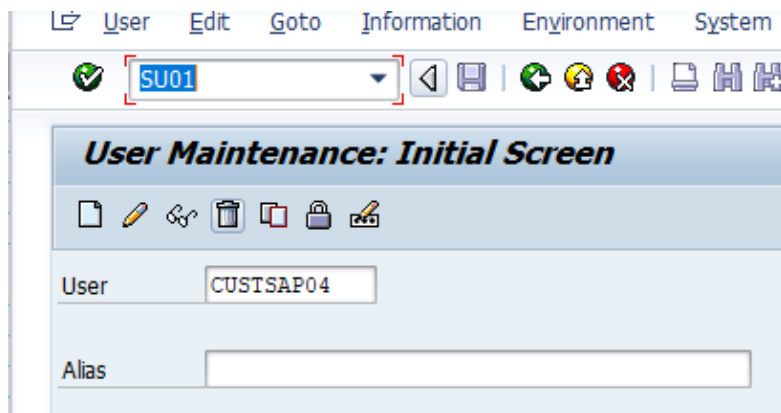 User Edit Goto Information Environment System
SU01
User Maintenance: Initial Screen
User CUSTSAP04
Alias